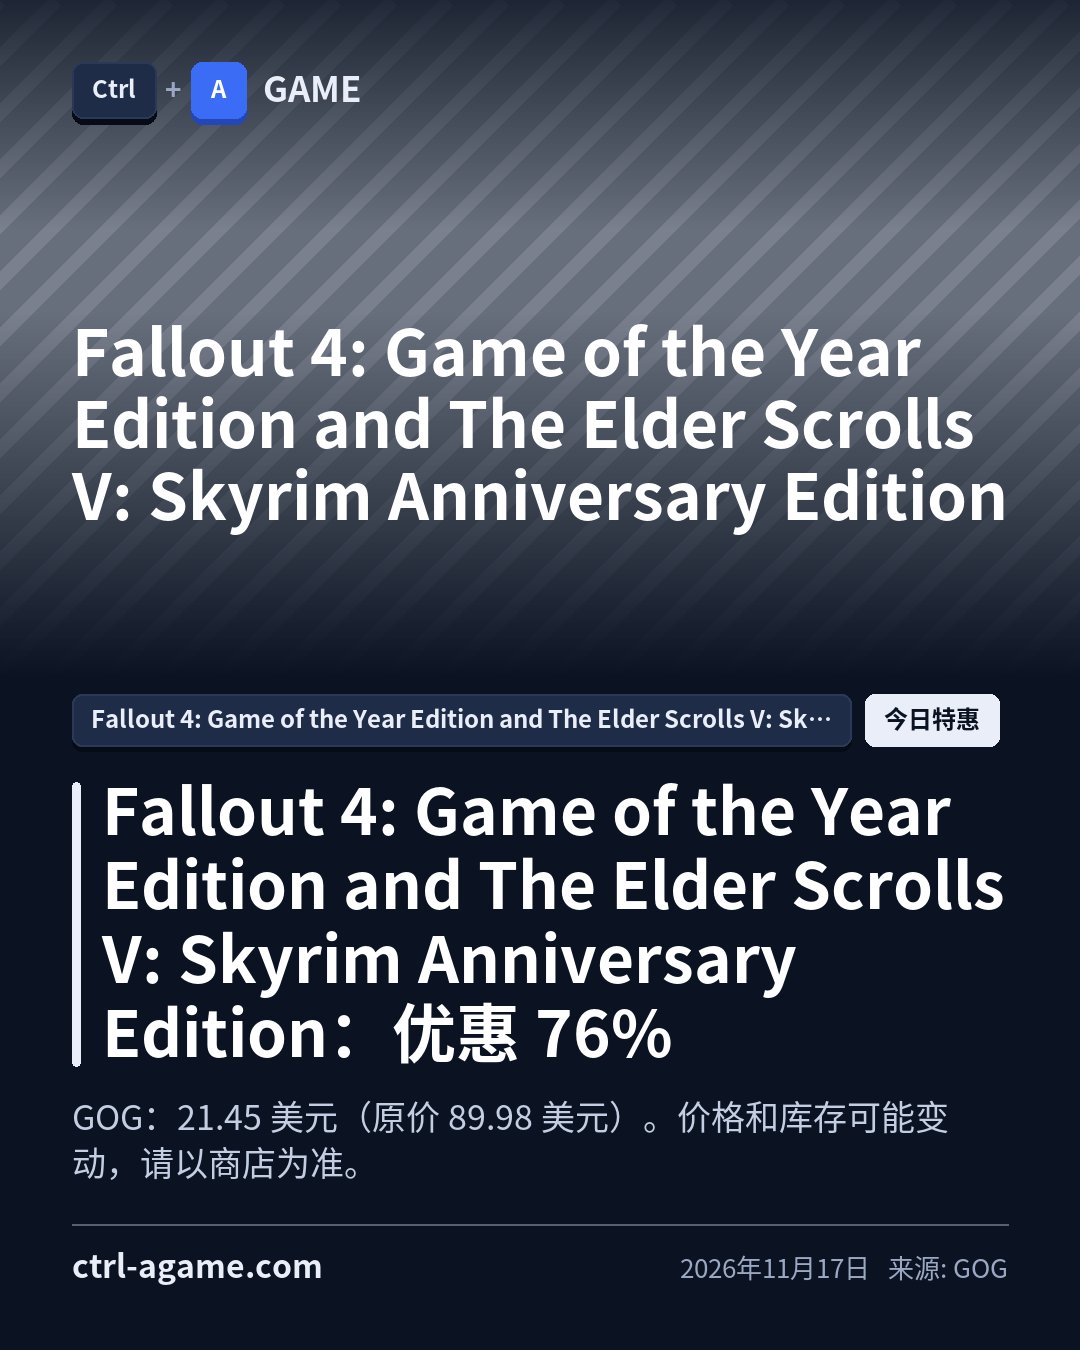 Ctrl + A GAME
Fallout 4: Game of the Year
Edition and The Elder Scrolls
V: Skyrim Anniversary Edition
Fallout 4: Game of the Year Edition and The Elder Scrolls V: Sk…
今日特惠
Fallout 4: Game of the Year
Edition and The Elder Scrolls
V: Skyrim Anniversary
Edition：优惠 76%
GOG：21.45 美元（原价 89.98 美元）。价格和库存可能变
动，请以商店为准。
ctrl-agame.com
2026年11月17日 来源: GOG